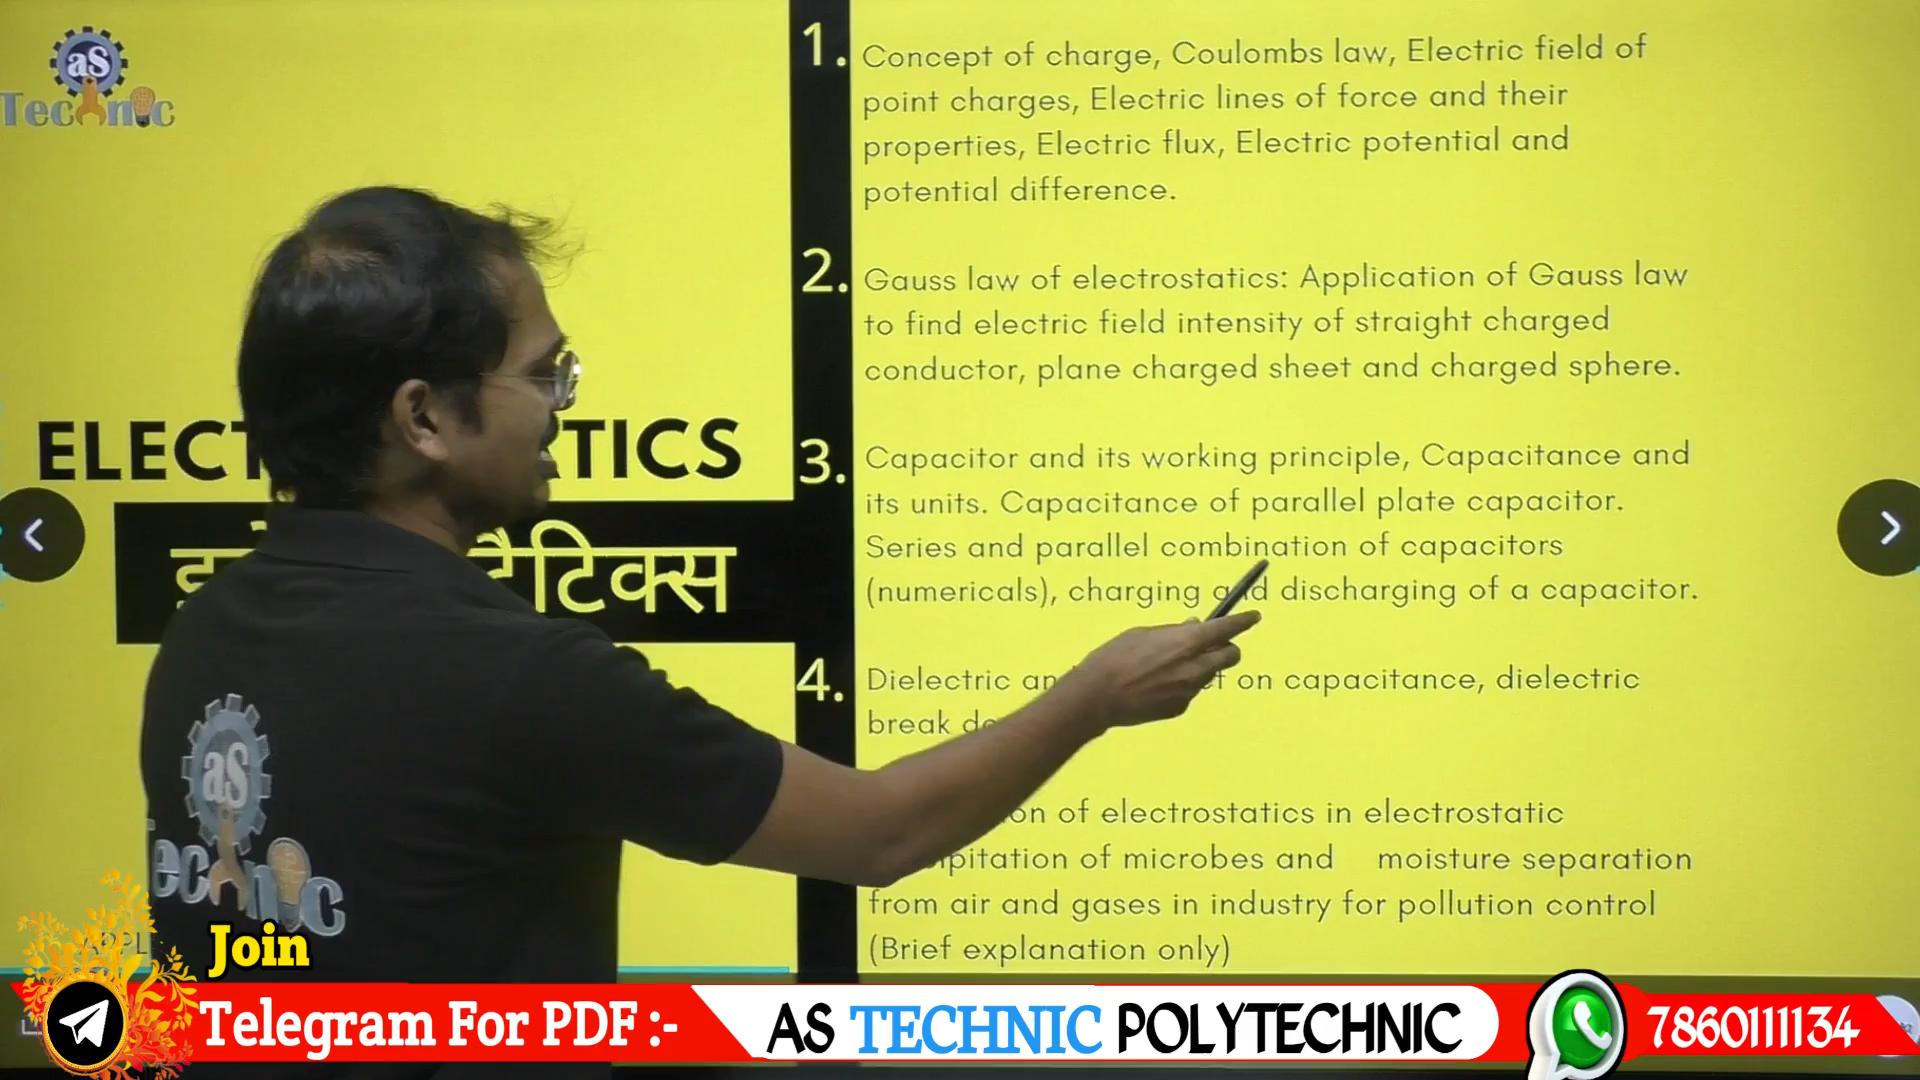 aS
Tecnic
1. Concept of charge, Coulombs law, Electric field of
point charges, Electric lines of force and their
properties, Electric flux, Electric potential and
potential difference.
2. Gauss law of electrostatics: Application of Gauss law
to find electric field intensity of straight charged
conductor, plane charged sheet and charged sphere.
3. Capacitor and its working principle, Capacitance and
its units. Capacitance of parallel plate capacitor.
Series and parallel combination of capacitors
(numericals), charging and discharging of a capacitor.
4. Dielectric on capacitance, dielectric
break
of electrostatics in electrostatic
of microbes and moisture separation
from air and gases in industry for pollution control
(Brief explanation only)
aS
Join
Telegram For PDF :-
AS TECHNIC POLYTECHNIC
7860111134